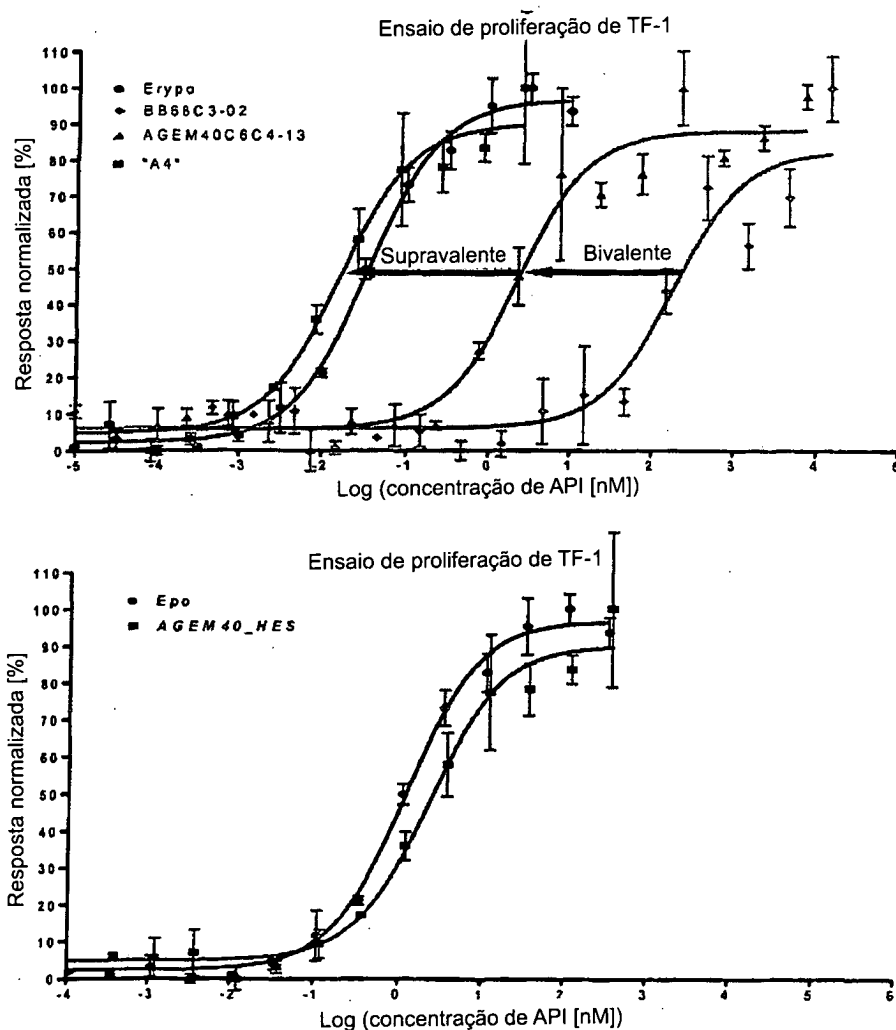 Ensaio de proliferação de TF-1
110
100
90
80
70
60
50
40
30
20
10
0
Resposta normalizada [%]
Erypo
BB68C3-02
AGEM40C6C4-13
"A4"
Supravalente
Bivalente
-5 -4 -3 -2 -1 0 1 2 3 4 5
Log (concentração de API [nM])
Ensaio de proliferação de TF-1
110
100
90
80
70
60
50
40
30
20
10
0
Resposta normalizada [%]
Epo
AGEM40_HES
-4 -3 -2 -1 0 1 2 3 4 5 6
Log (concentração de API [nM])